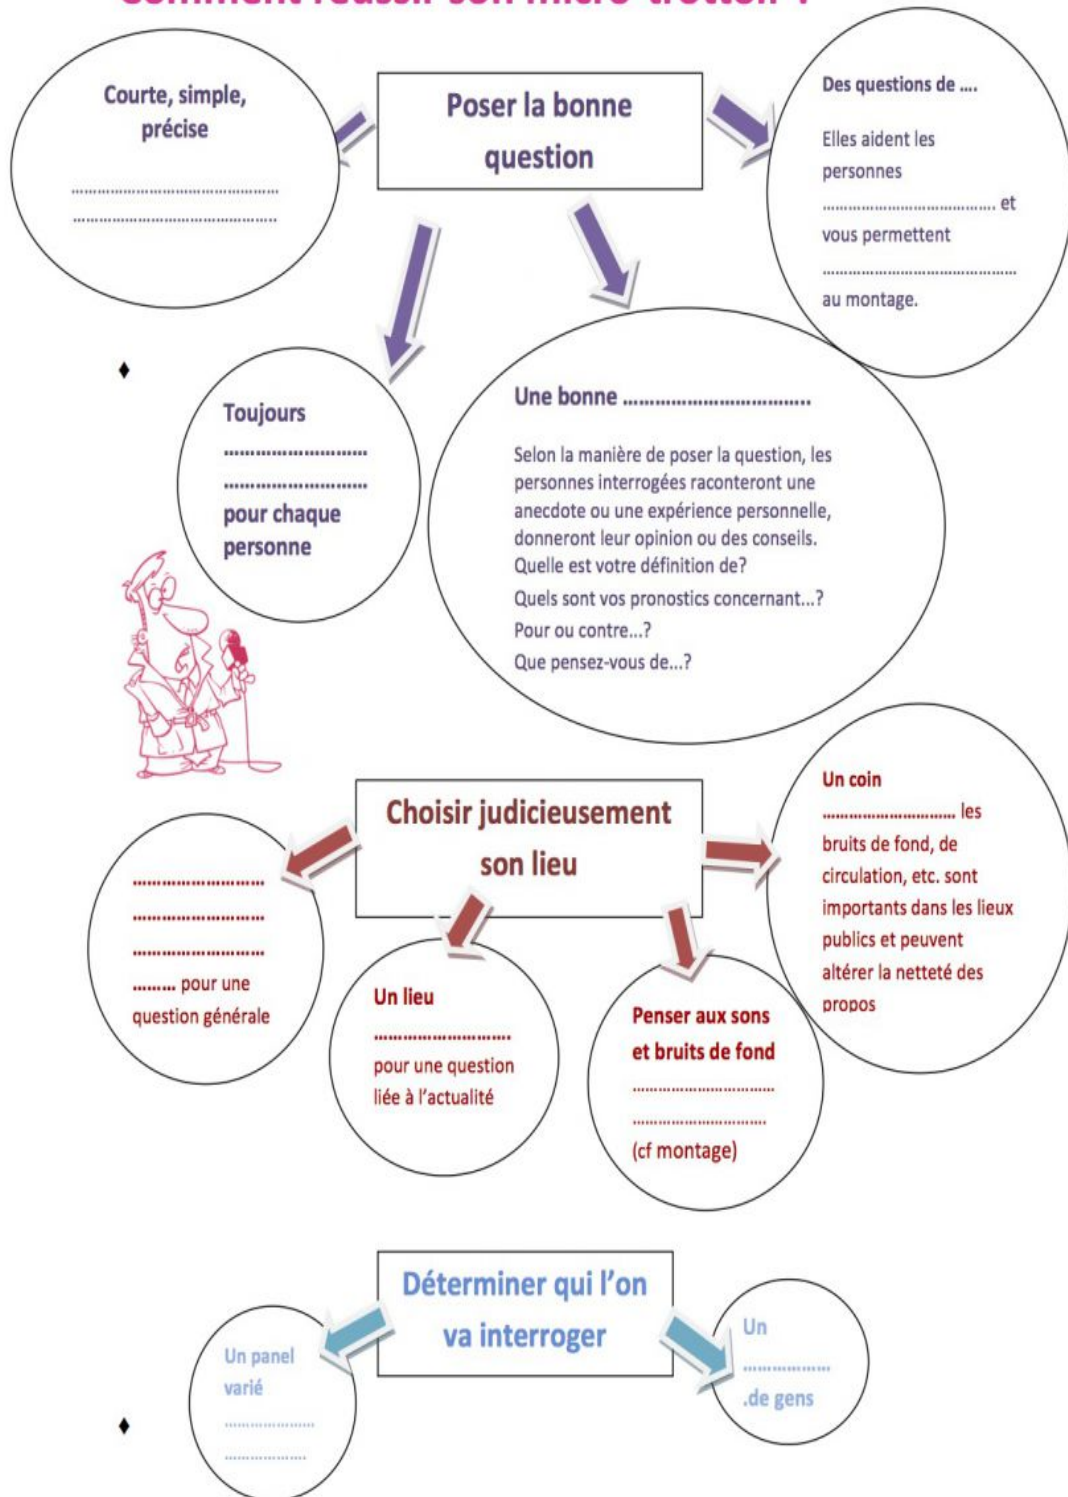 Comment réussir son micro-trottoir ?
Courte, simple,
précise
................................................
................................................
Poser la bonne
question
Des questions de ....
Elles aident les
personnes
........................................ et
vous permettent
.............................................
au montage.
Toujours
............................
............................
pour chaque
personne
Une bonne ....................................
Selon la manière de poser la question, les
personnes interrogées raconteront une
anecdote ou une expérience personnelle,
donneront leur opinion ou des conseils.
Quelle est votre définition de?
Quels sont vos pronostics concernant...?
Pour ou contre...?
Que pensez-vous de...?
Choisir judicieusement
son lieu
..........................
..........................
..........................
......... pour une
question générale
Un lieu
...........................
pour une question
liée à l'actualité
Penser aux sons
et bruits de fond
.................................
...............................
(cf montage)
Un coin
............................ les
bruits de fond, de
circulation, etc. sont
importants dans les lieux
publics et peuvent
altérer la netteté des
propos
Déterminer qui l'on
va interroger
Un panel
varié
.....................
...................
Un
..................
.de gens